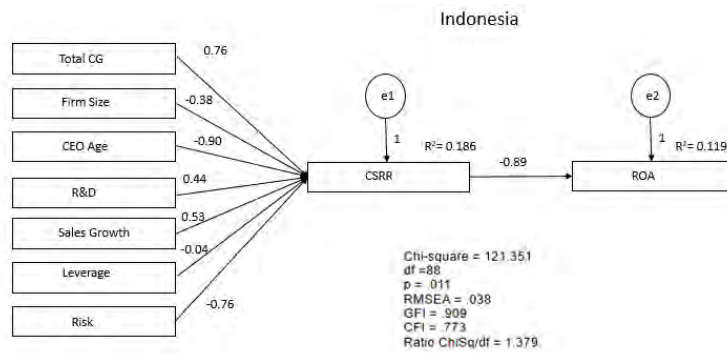 Indonesia
Total CG
0.76
Firm Size
-0.38
CEO Age
-0.90
R&D
0.44
Sales Growth
0.53
Leverage
-0.04
Risk
-0.76
e1
1
R²= 0.186
CSRR
-0.89
e2
1
R²= 0.119
ROA
Chi-square = 121.351
df =88
p = .011
RMSEA = .038
GFI = .909
CFI = .773
Ratio ChiSq/df = 1.379